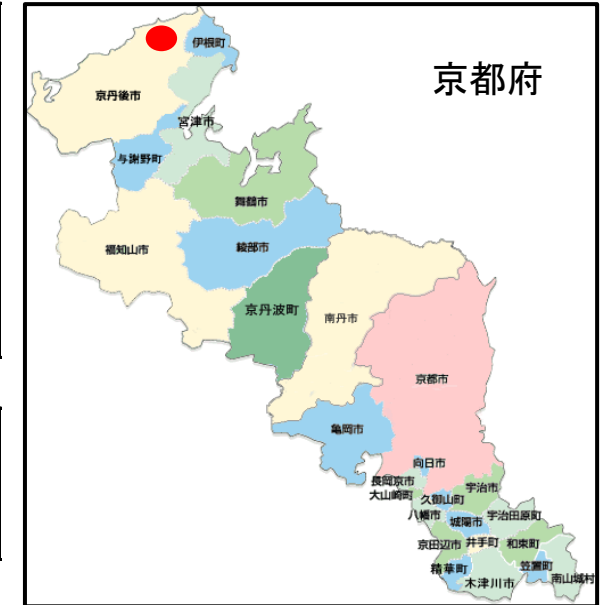 京都府
伊根町
京丹後市
宮津市
与謝野町
舞鶴市
福知山市
綾部市
京丹波町
南丹市
京都市
亀岡市
向日市
長岡京市
大山崎町
宇治市
久御山町
八幡市
宇治田原町
城陽市
京田辺市
井手町
和束町
精華町
笠置町
木津川市
南山城村